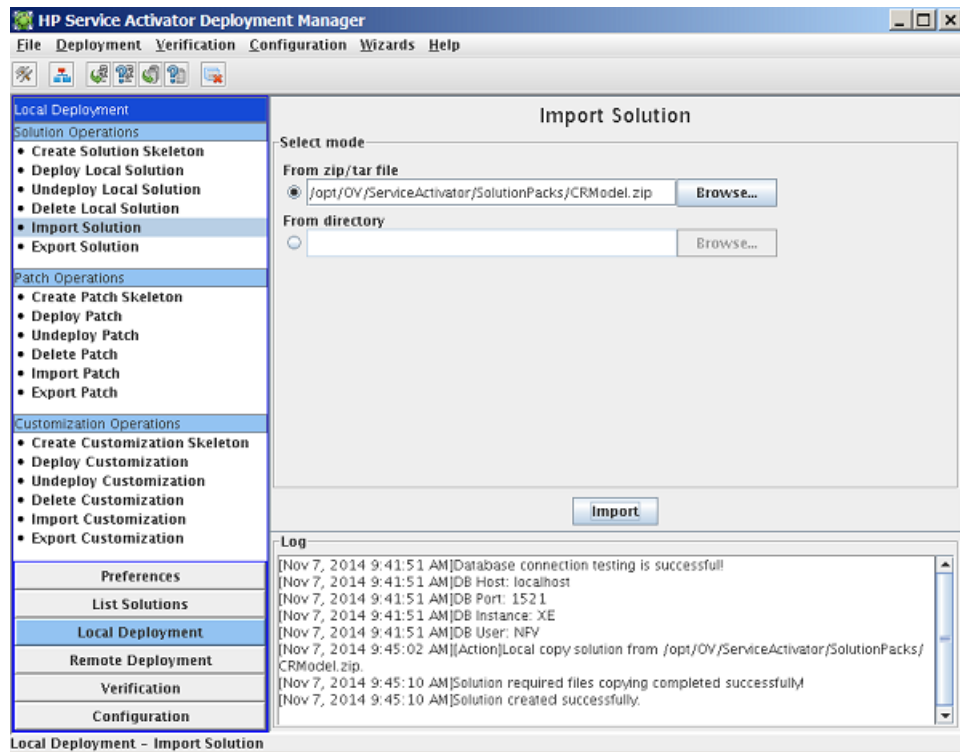 HP Service Activator Deployment Manager
File Deployment Verification Configuration Wizards Help
Local Deployment
Solution Operations
• Create Solution Skeleton
• Deploy Local Solution
• Undeploy Local Solution
• Delete Local Solution
• Import Solution
• Export Solution
Patch Operations
• Create Patch Skeleton
• Deploy Patch
• Undeploy Patch
• Delete Patch
• Import Patch
• Export Patch
Customization Operations
• Create Customization Skeleton
• Deploy Customization
• Undeploy Customization
• Delete Customization
• Import Customization
• Export Customization
Preferences
List Solutions
Local Deployment
Remote Deployment
Verification
Configuration
Import Solution
Select mode
From zip/tar file
/opt/OV/ServiceActivator/SolutionPacks/CRModel.zip Browse...
From directory
Browse...
Import
Log
[Nov 7, 2014 9:41:51 AM]Database connection testing is successful!
[Nov 7, 2014 9:41:51 AM]DB Host: localhost
[Nov 7, 2014 9:41:51 AM]DB Port: 1521
[Nov 7, 2014 9:41:51 AM]DB Instance: XE
[Nov 7, 2014 9:41:51 AM]DB User: NFV
[Nov 7, 2014 9:45:02 AM][Action]Local copy solution from /opt/OV/ServiceActivator/SolutionPacks/
CRModel.zip.
[Nov 7, 2014 9:45:10 AM]Solution required files copying completed successfully!
[Nov 7, 2014 9:45:10 AM]Solution created successfully.
Local Deployment - Import Solution